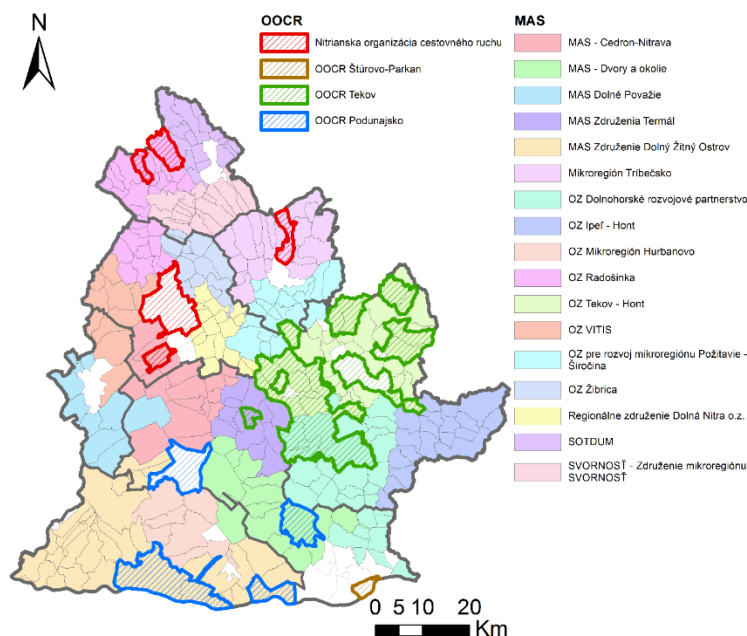 N
OOCR
Nitrianska organizácia cestovného ruchu
OOCR Štúrovo-Parkan
OOCR Tekov
OOCR Podunajsko
MAS
MAS - Cedron-Nitrava
MAS - Dvory a okolie
MAS Dolné Považie
MAS Združenia Termál
MAS Združenie Dolný Žitný Ostrov
Mikroregión Tribečsko
OZ Dolnohorské rozvojové partnerstvo
OZ Ipeľ - Hont
OZ Mikroregión Hurbanovo
OZ Radošinka
OZ Tekov - Hont
OZ VITIS
OZ pre rozvoj mikroregiónu Požitavie -
Širočina
OZ Žibrica
Regionálne združenie Dolná Nitra o.z.
SOTDUM
SVORNOSŤ - Združenie mikroregiónu
SVORNOSŤ
0 5 10 20
Km